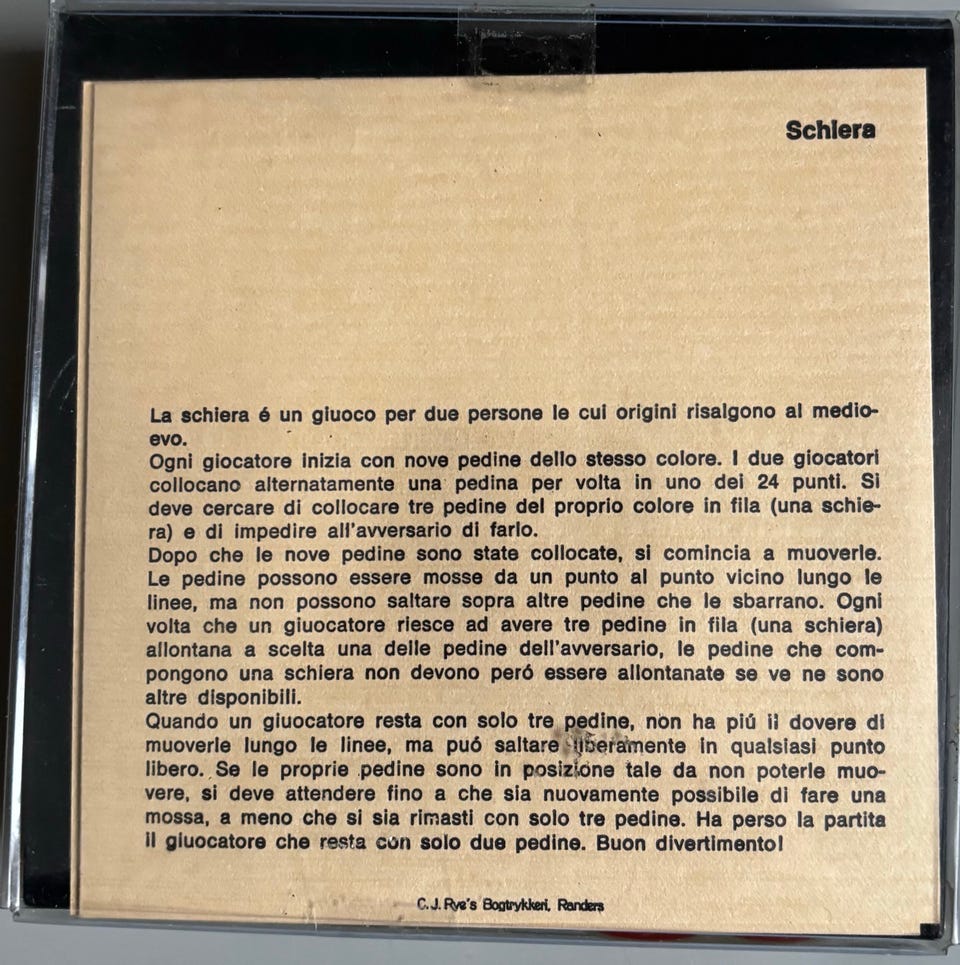 Schiera
La schiera é un giuoco per due persone le cui origini risalgono al medio-
evo.
Ogni giocatore inizia con nove pedine dello stesso colore. I due giocatori
collocano alternatamente una pedina per volta in uno dei 24 punti. Si
deve cercare di collocare tre pedine del proprio colore in fila (una schie-
ra) e di impedire all'avversario di farlo.
Dopo che le nove pedine sono state collocate, si comincia a muoverle.
Le pedine possono essere mosse da un punto al punto vicino lungo le
linee, ma non possono saltare sopra altre pedine che le sbarrano. Ogni
volta che un giuocatore riesce ad avere tre pedine in fila (una schiera)
allontana a scelta una delle pedine dell'avversario, le pedine che com-
pongono una schiera non devono peró essere allontanate se ve ne sono
altre disponibili.
Quando un giuocatore resta con solo tre pedine, non ha piú il dovere di
muoverle lungo le linee, ma puó saltare liberamente in qualsiasi punto
libero. Se le proprie pedine sono in posizione tale da non poterle muo-
vere, si deve attendere fino a che sia nuovamente possibile di fare una
mossa, a meno che si sia rimasti con solo tre pedine. Ha perso la partita
il giuocatore che resta con solo due pedine. Buon divertimento!
C. J. Rye's Bogtrykkeri, Randers